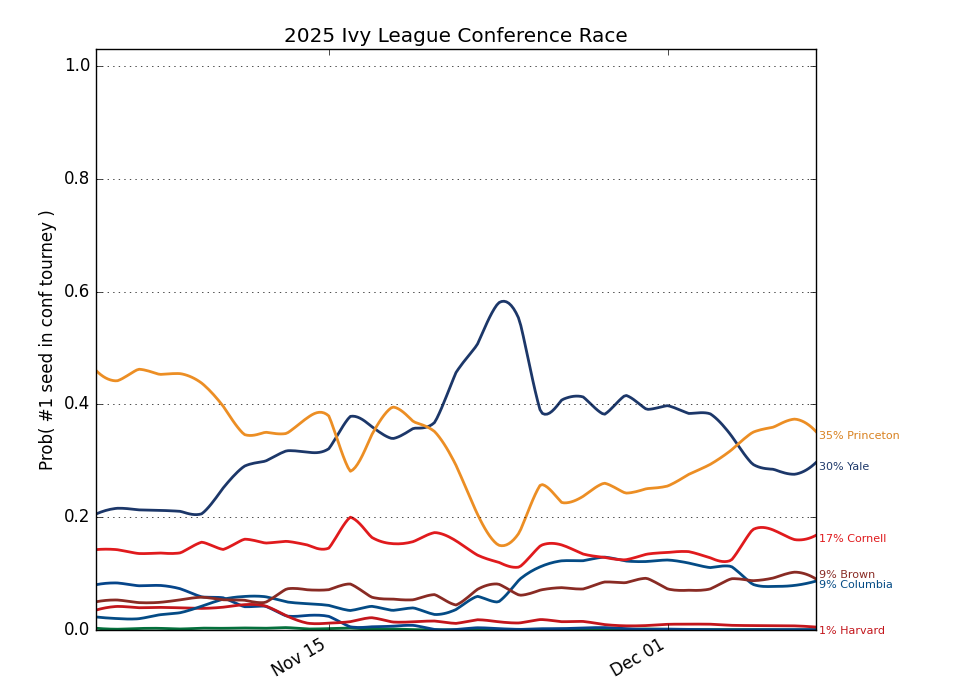 2025 Ivy League Conference Race
Prob( #1 seed in conf tourney )
1.0
0.8
0.6
0.4
0.2
0.0
Nov 15
Dec 01
35% Princeton
30% Yale
17% Cornell
9% Brown
9% Columbia
1% Harvard